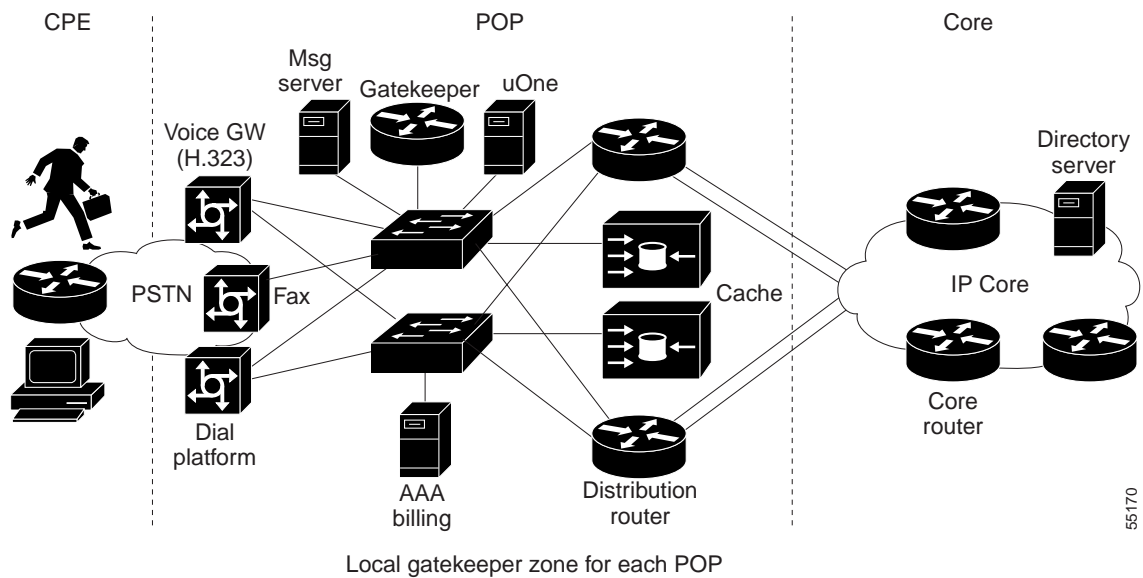 CPE
POP
Core
Msg
server
Gatekeeper
uOne
Voice GW
(H.323)
Directory
server
PSTN
Fax
Cache
IP Core
Dial
platform
AAA
billing
Distribution
router
Core
router
55170
Local gatekeeper zone for each POP